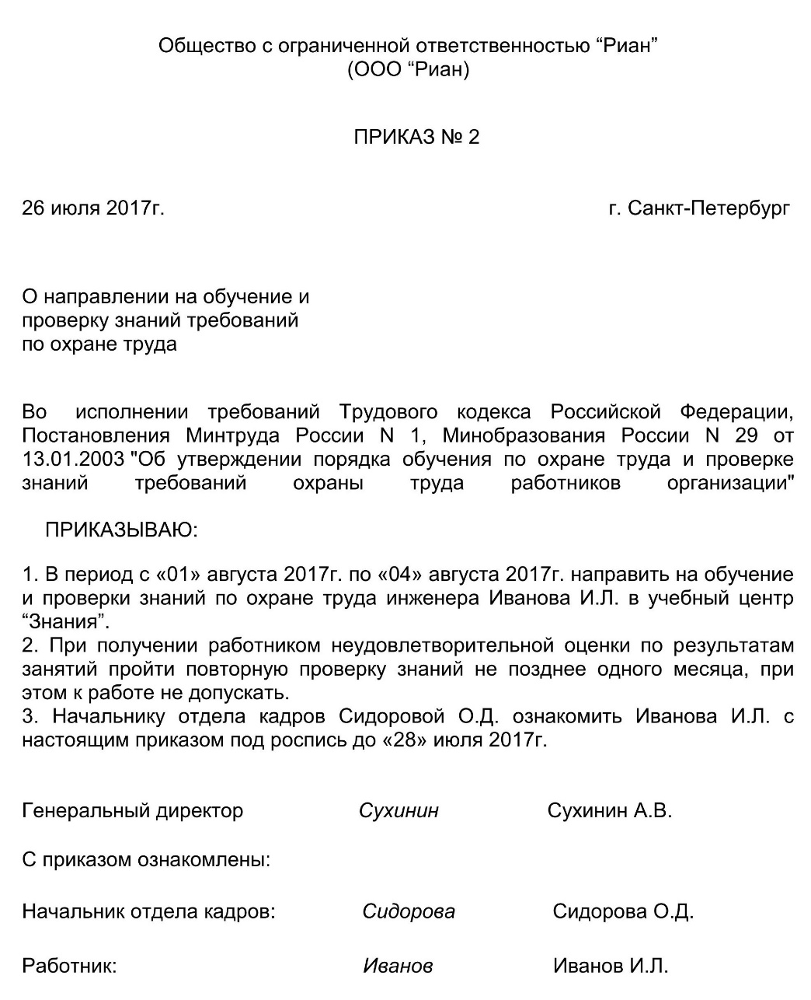 Общество с ограниченной ответственностью “Риан”
(ООО “Риан)
ПРИКАЗ № 2
26 июля 2017г. г. Санкт-Петербург
О направлении на обучение и
проверку знаний требований
по охране труда
Во исполнении требований Трудового кодекса Российской Федерации,
Постановления Минтруда России N 1, Минобразования России N 29 от
13.01.2003 "Об утверждении порядка обучения по охране труда и проверке
знаний требований охраны труда работников организации"
ПРИКАЗЫВАЮ:
1. В период с «01» августа 2017г. по «04» августа 2017г. направить на обучение
и проверки знаний по охране труда инженера Иванова И.Л. в учебный центр
“Знания”.
2. При получении работником неудовлетворительной оценки по результатам
занятий пройти повторную проверку знаний не позднее одного месяца, при
этом к работе не допускать.
3. Начальнику отдела кадров Сидоровой О.Д. ознакомить Иванова И.Л. с
настоящим приказом под роспись до «28» июля 2017г.
Генеральный директор Сухинин Сухинин А.В.
С приказом ознакомлены:
Начальник отдела кадров: Сидорова Сидорова О.Д.
Работник: Иванов Иванов И.Л.